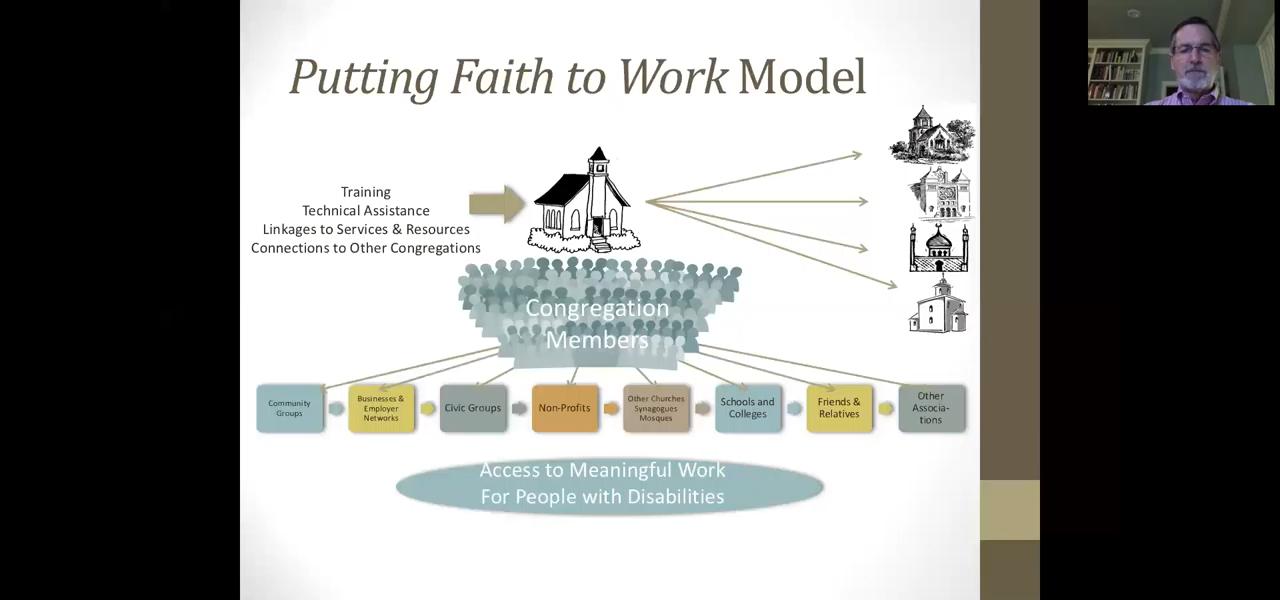 Putting Faith to Work Model
Training
Technical Assistance
Linkages to Services & Resources
Connections to Other Congregations
Congregation
Members
Community
Groups
Businesses &
Employer
Networks
Civic Groups
Non-Profits
Other Churches
Synagogues
Mosques
Schools and
Colleges
Friends &
Relatives
Other
Associa-
tions
Access to Meaningful Work
For People with Disabilities